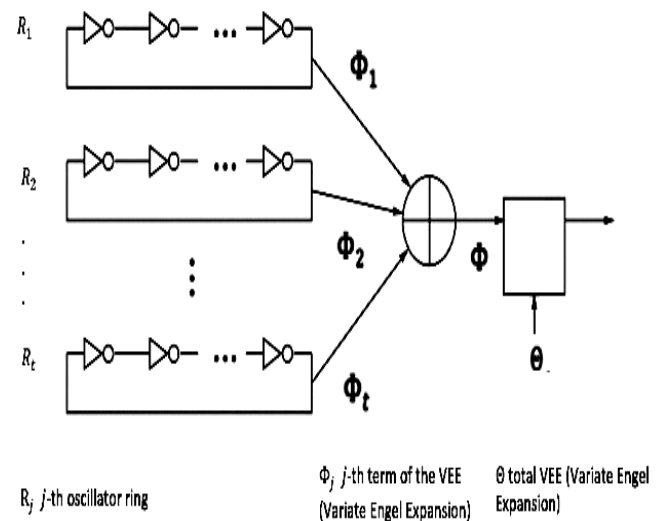 R₁
Φ₁
R₂
Φ₂
Φ
Rₜ
Φₜ
Θ
Rⱼ j-th oscillator ring
Φⱼ j-th term of the VEE
(Variate Engel Expansion)
Θ total VEE (Variate Engel
Expansion)